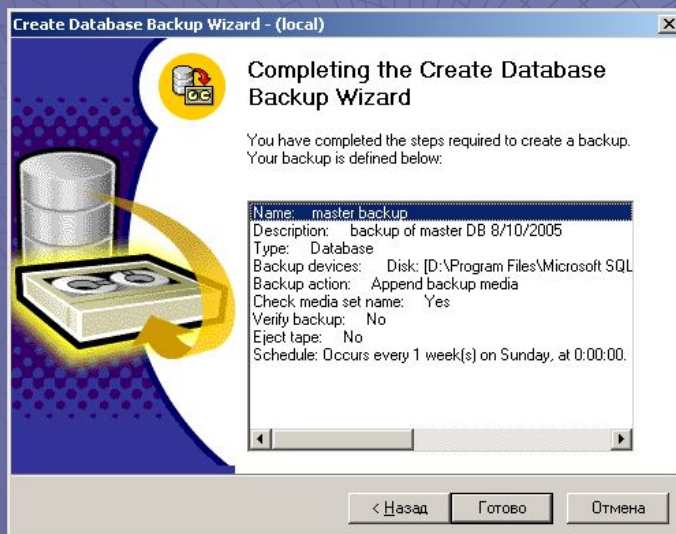 Create Database Backup Wizard - (local)
Completing the Create Database
Backup Wizard
You have completed the steps required to create a backup.
Your backup is defined below:
Name: master backup
Description: backup of master DB 8/10/2005
Type: Database
Backup devices: Disk: [D:\Program Files\Microsoft SQL
Backup action: Append backup media
Check media set name: Yes
Verify backup: No
Eject tape: No
Schedule: Occurs every 1 week(s) on Sunday, at 0:00:00.
< Назад
Готово
Отмена